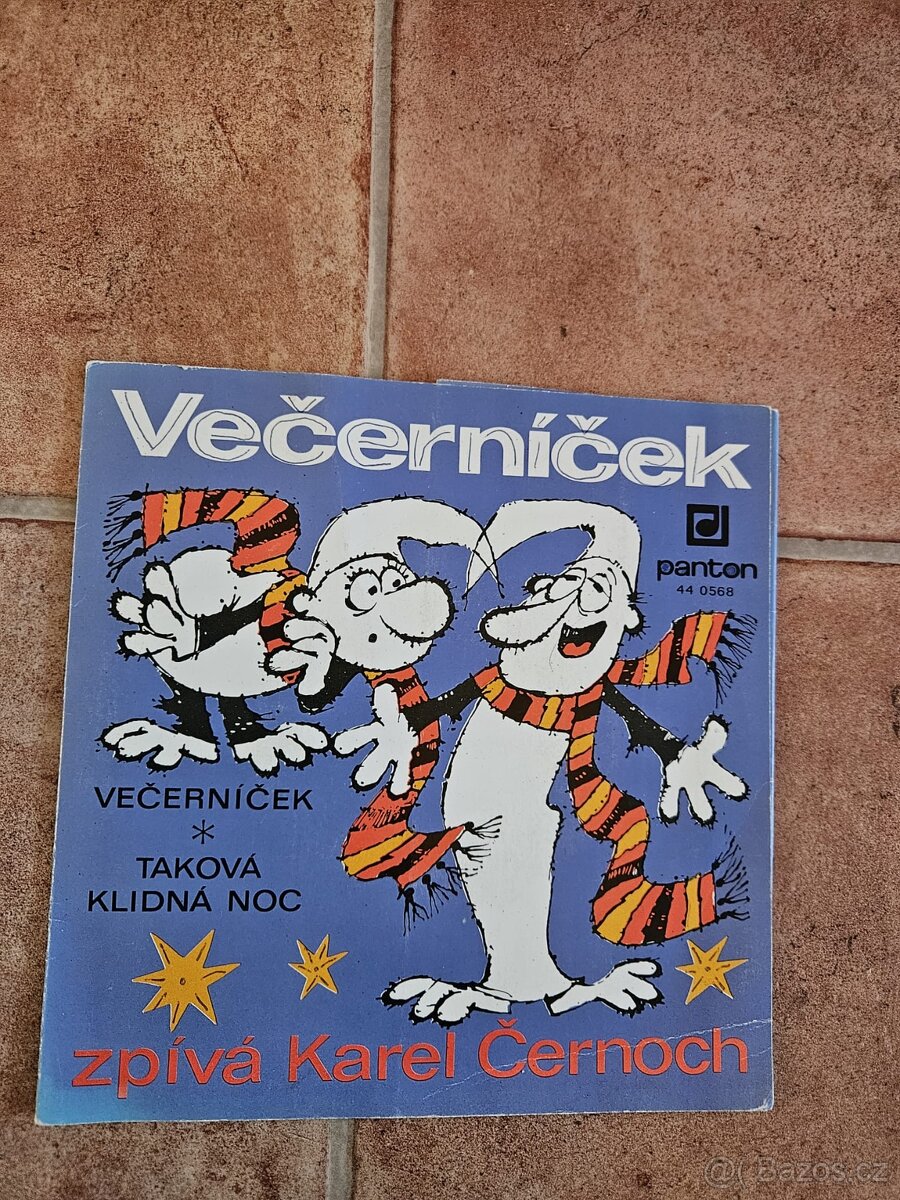 Večerníček
panton
44 0568
VEČERNÍČEK
*
TAKOVÁ
KLIDNÁ NOC
zpívá Karel Černoch
@( Bazos.cz